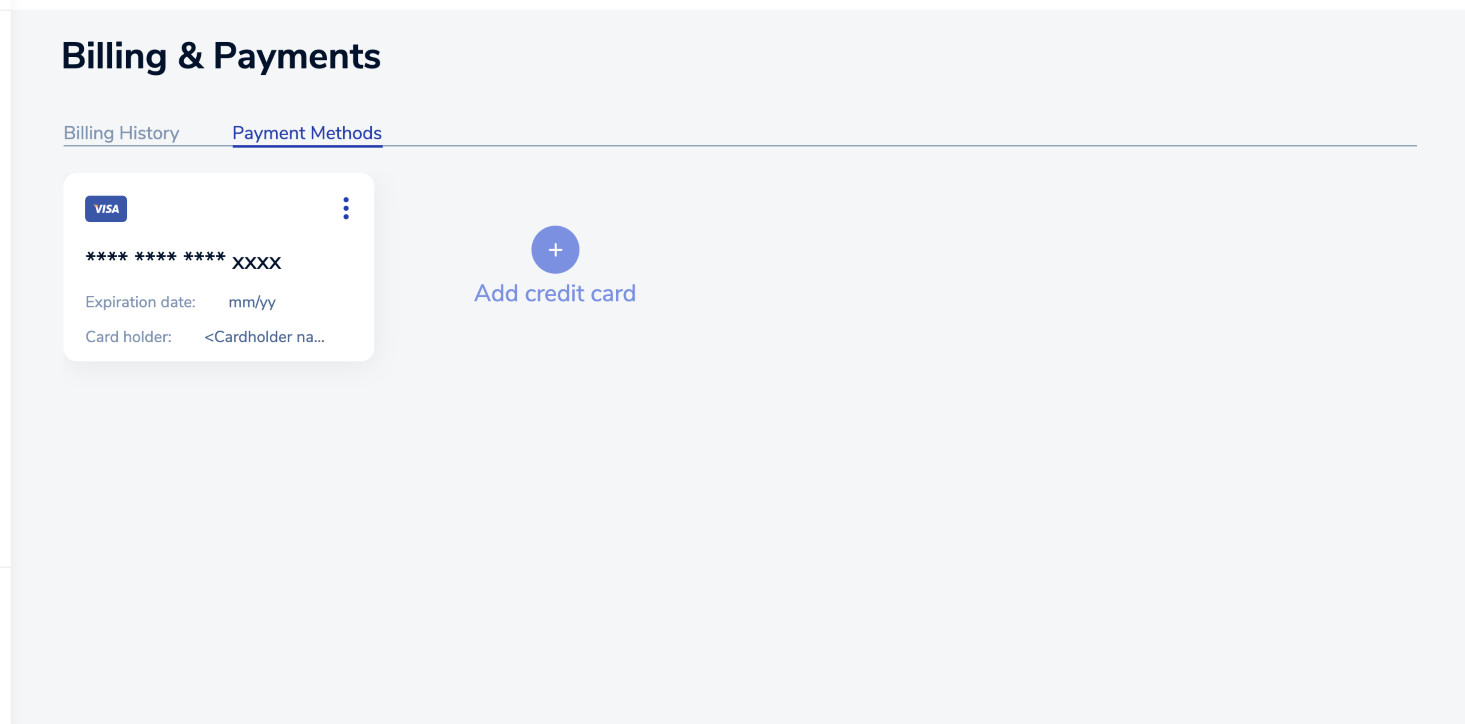 Billing & Payments
Billing History Payment Methods
VISA
**** **** **** xxxx
Expiration date: mm/yy
Card holder: <Cardholder na...
+
Add credit card